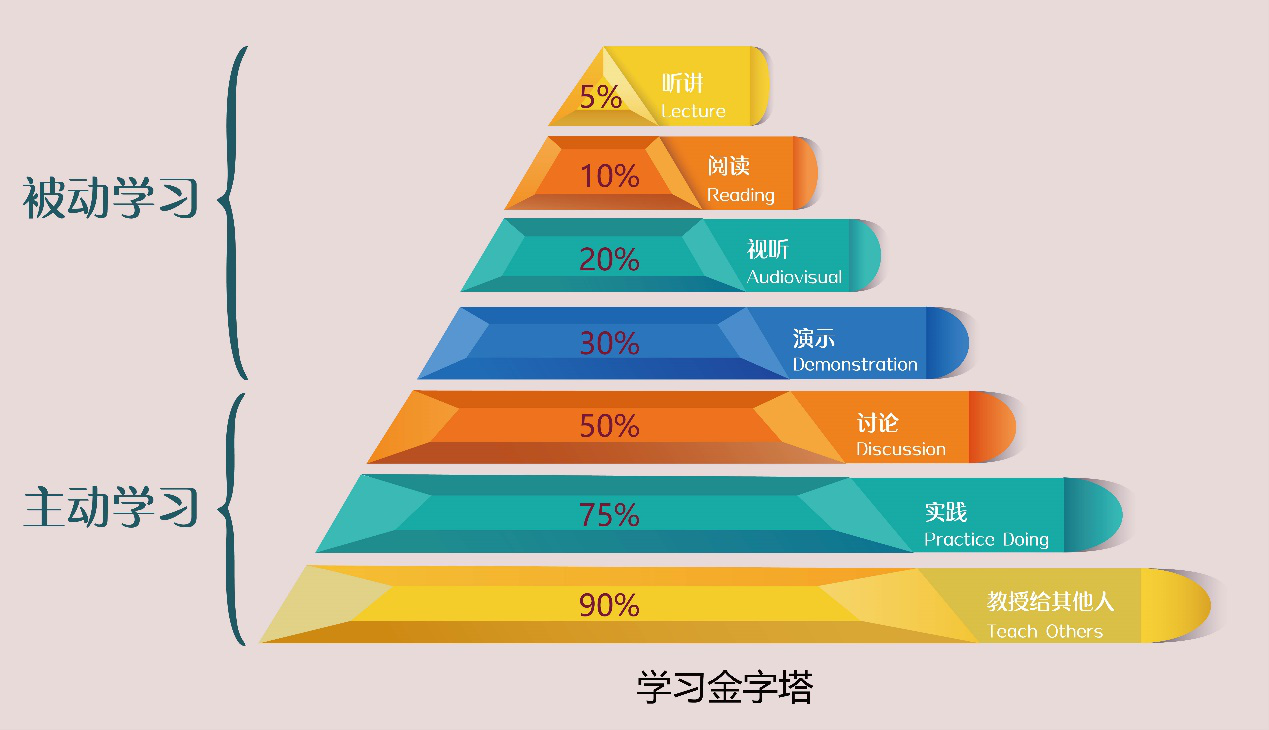 5%
听讲
Lecture
10%
阅读
Reading
被动学习
20%
视听
Audiovisual
30%
演示
Demonstration
50%
讨论
Discussion
主动学习
75%
实践
Practice Doing
90%
教授给其他人
Teach Others
学习金字塔